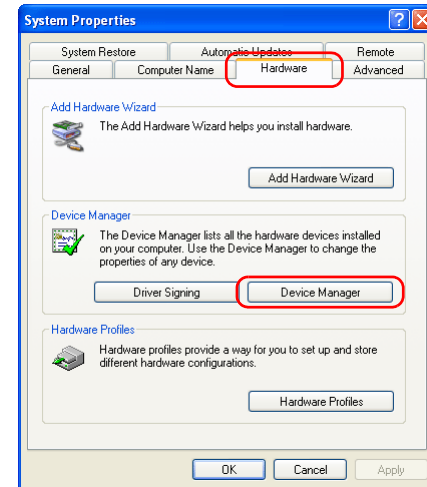 System Properties
System Restore Automatic Updates Remote
General Computer Name Hardware Advanced
Add Hardware Wizard
The Add Hardware Wizard helps you install hardware.
Add Hardware Wizard
Device Manager
The Device Manager lists all the hardware devices installed
on your computer. Use the Device Manager to change the
properties of any device.
Driver Signing Device Manager
Hardware Profiles
Hardware profiles provide a way for you to set up and store
different hardware configurations.
Hardware Profiles
OK Cancel Apply